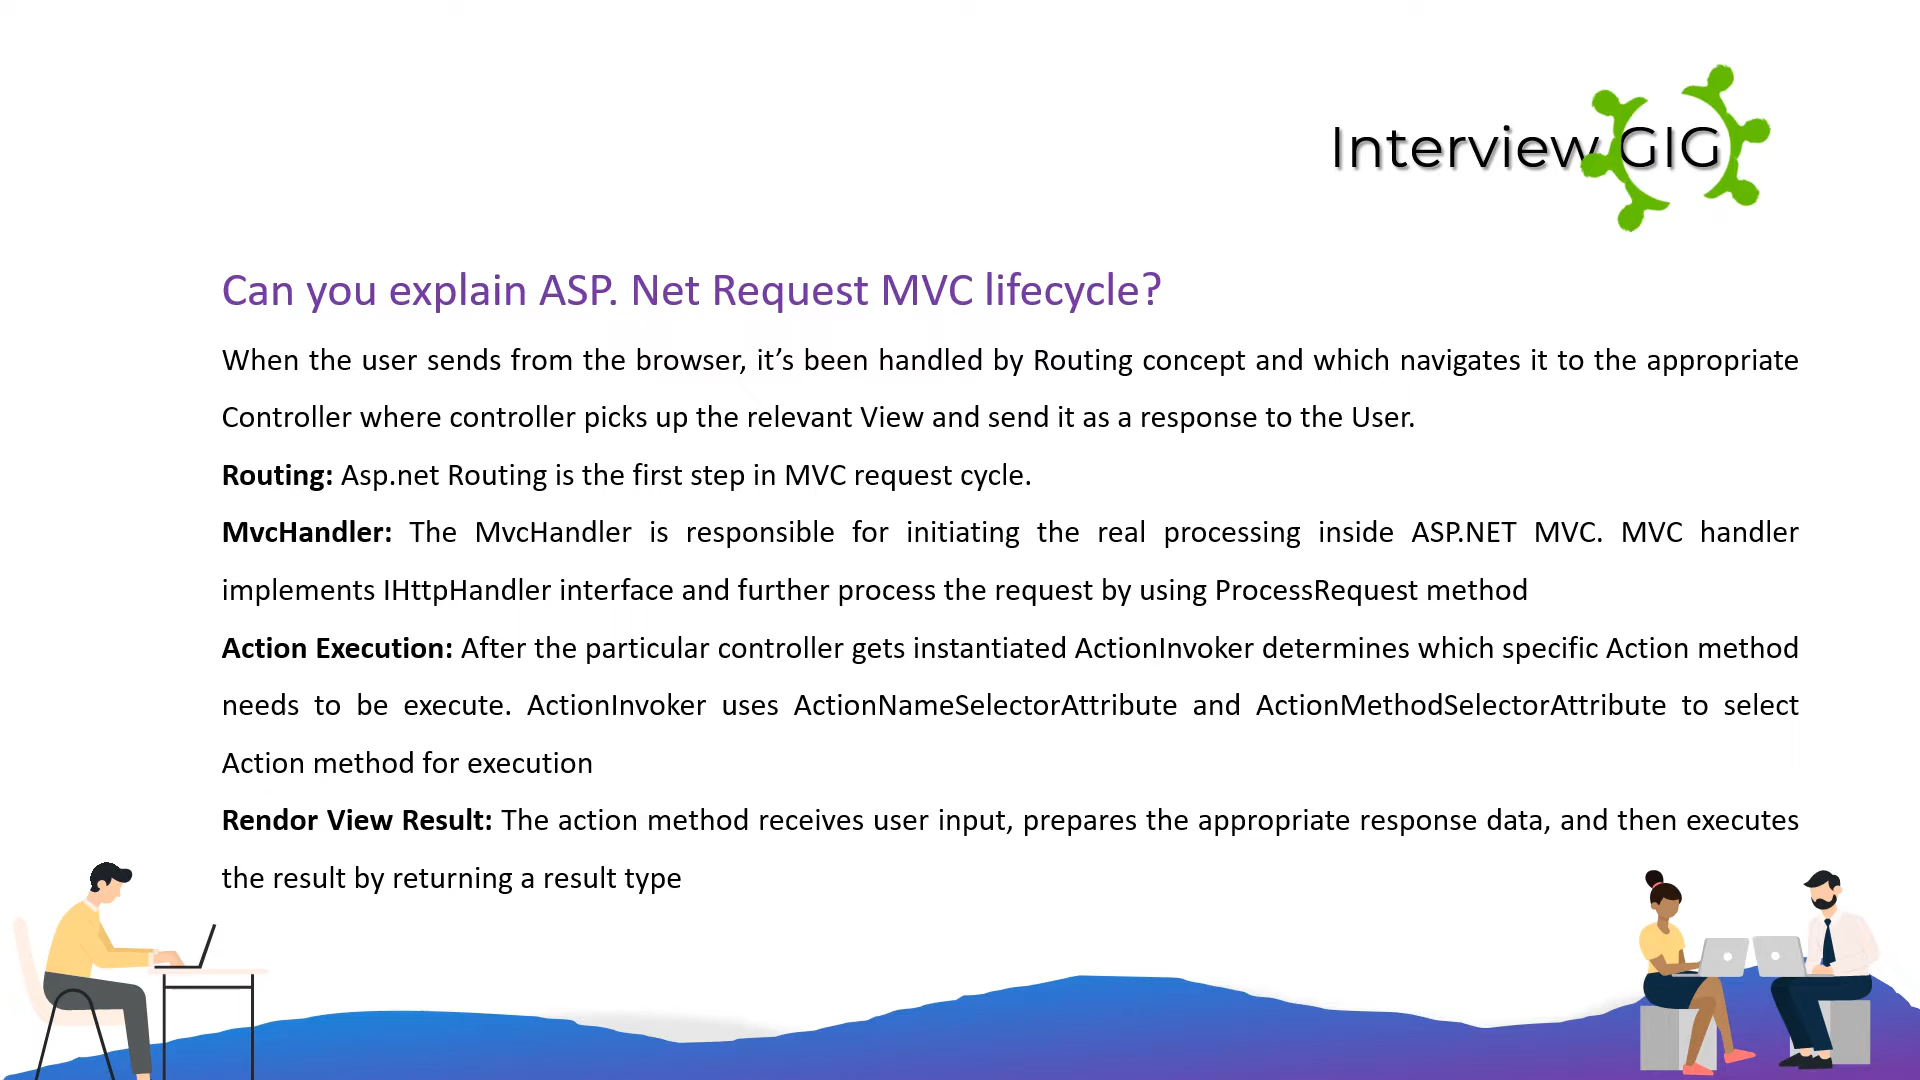 Interview GIG
Can you explain ASP. Net Request MVC lifecycle?
When the user sends from the browser, it’s been handled by Routing concept and which navigates it to the appropriate
Controller where controller picks up the relevant View and send it as a response to the User.
Routing: Asp.net Routing is the first step in MVC request cycle.
MvcHandler: The MvcHandler is responsible for initiating the real processing inside ASP.NET MVC. MVC handler
implements IHttpHandler interface and further process the request by using ProcessRequest method
Action Execution: After the particular controller gets instantiated ActionInvoker determines which specific Action method
needs to be execute. ActionInvoker uses ActionNameSelectorAttribute and ActionMethodSelectorAttribute to select
Action method for execution
Rendor View Result: The action method receives user input, prepares the appropriate response data, and then executes
the result by returning a result type